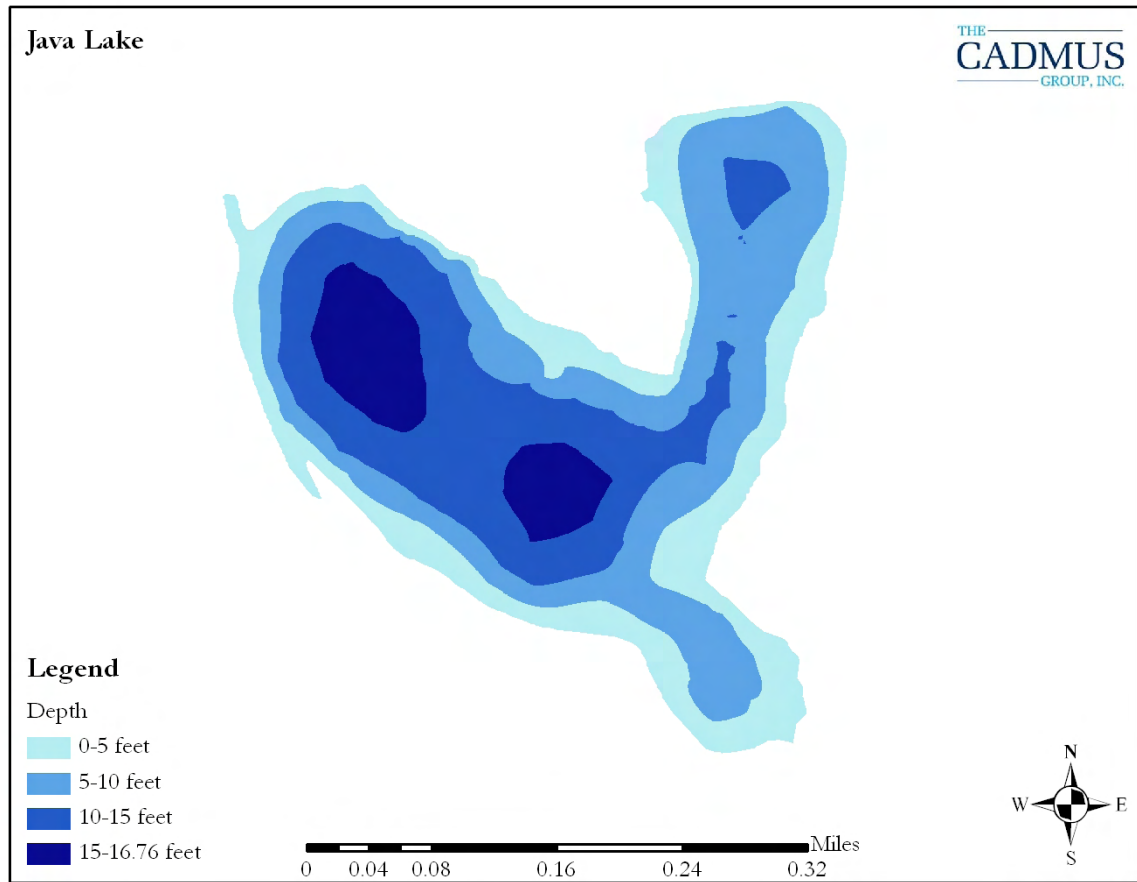 Java Lake
THE
CADMUS
GROUP, INC.
Legend
Depth
0-5 feet
5-10 feet
10-15 feet
15-16.76 feet
Miles
0 0.04 0.08 0.16 0.24 0.32
N
W E
S